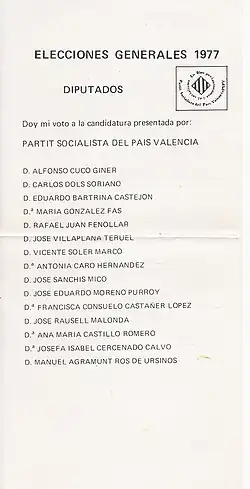 ELECCIONES GENERALES 1977
DIPUTADOS
Doy mi voto a la candidatura presentada por:
PARTIT SOCIALISTA DEL PAIS VALENCIA
D. ALFONSO CUCO GINER
D. CARLOS DOLS SORIANO
D. EDUARDO BARTRINA CASTEJON
D.ª MARIA GONZALEZ FAS
D. RAFAEL JUAN FENOLLAR
D. JOSE VILLAPLANA TERUEL
D. VICENTE SOLER MARCO
D.ª ANTONIA CARO HERNANDEZ
D. JOSE SANCHIS MICO
D. JOSE EDUARDO MORENO PURROY
D.ª FRANCISCA CONSUELO CASTAÑER LOPEZ
D. JOSE RAUSELL MALONDA
D.ª ANA MARIA CASTILLO ROMERO
D.ª JOSEFA ISABEL CERCENADO CALVO
D. MANUEL AGRAMUNT ROS DE URSINOS